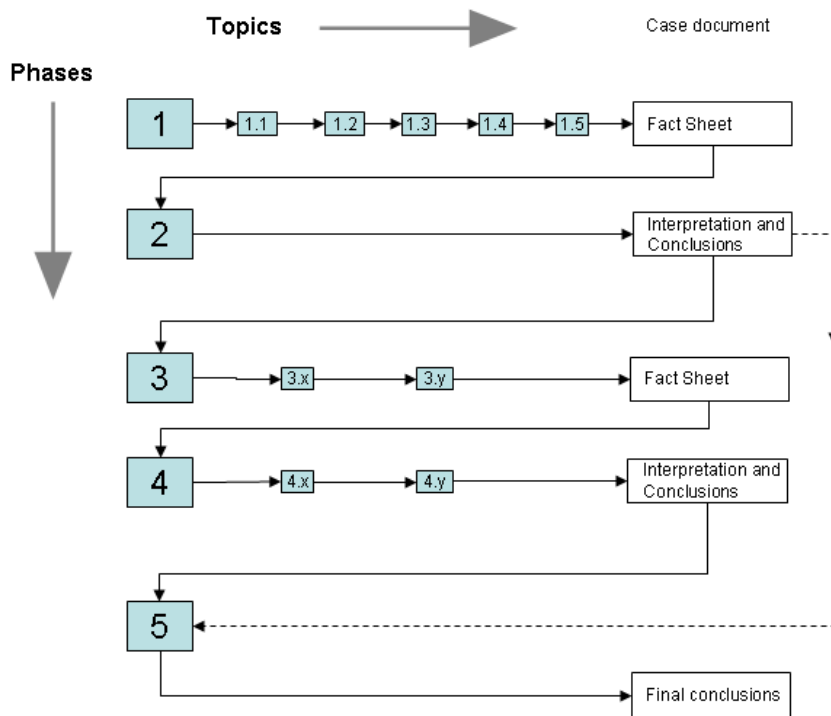 Topics
Case document
Phases
1
1.1
1.2
1.3
1.4
1.5
Fact Sheet
2
Interpretation and
Conclusions
3
3.x
3.y
Fact Sheet
4
4.x
4.y
Interpretation and
Conclusions
5
Final conclusions